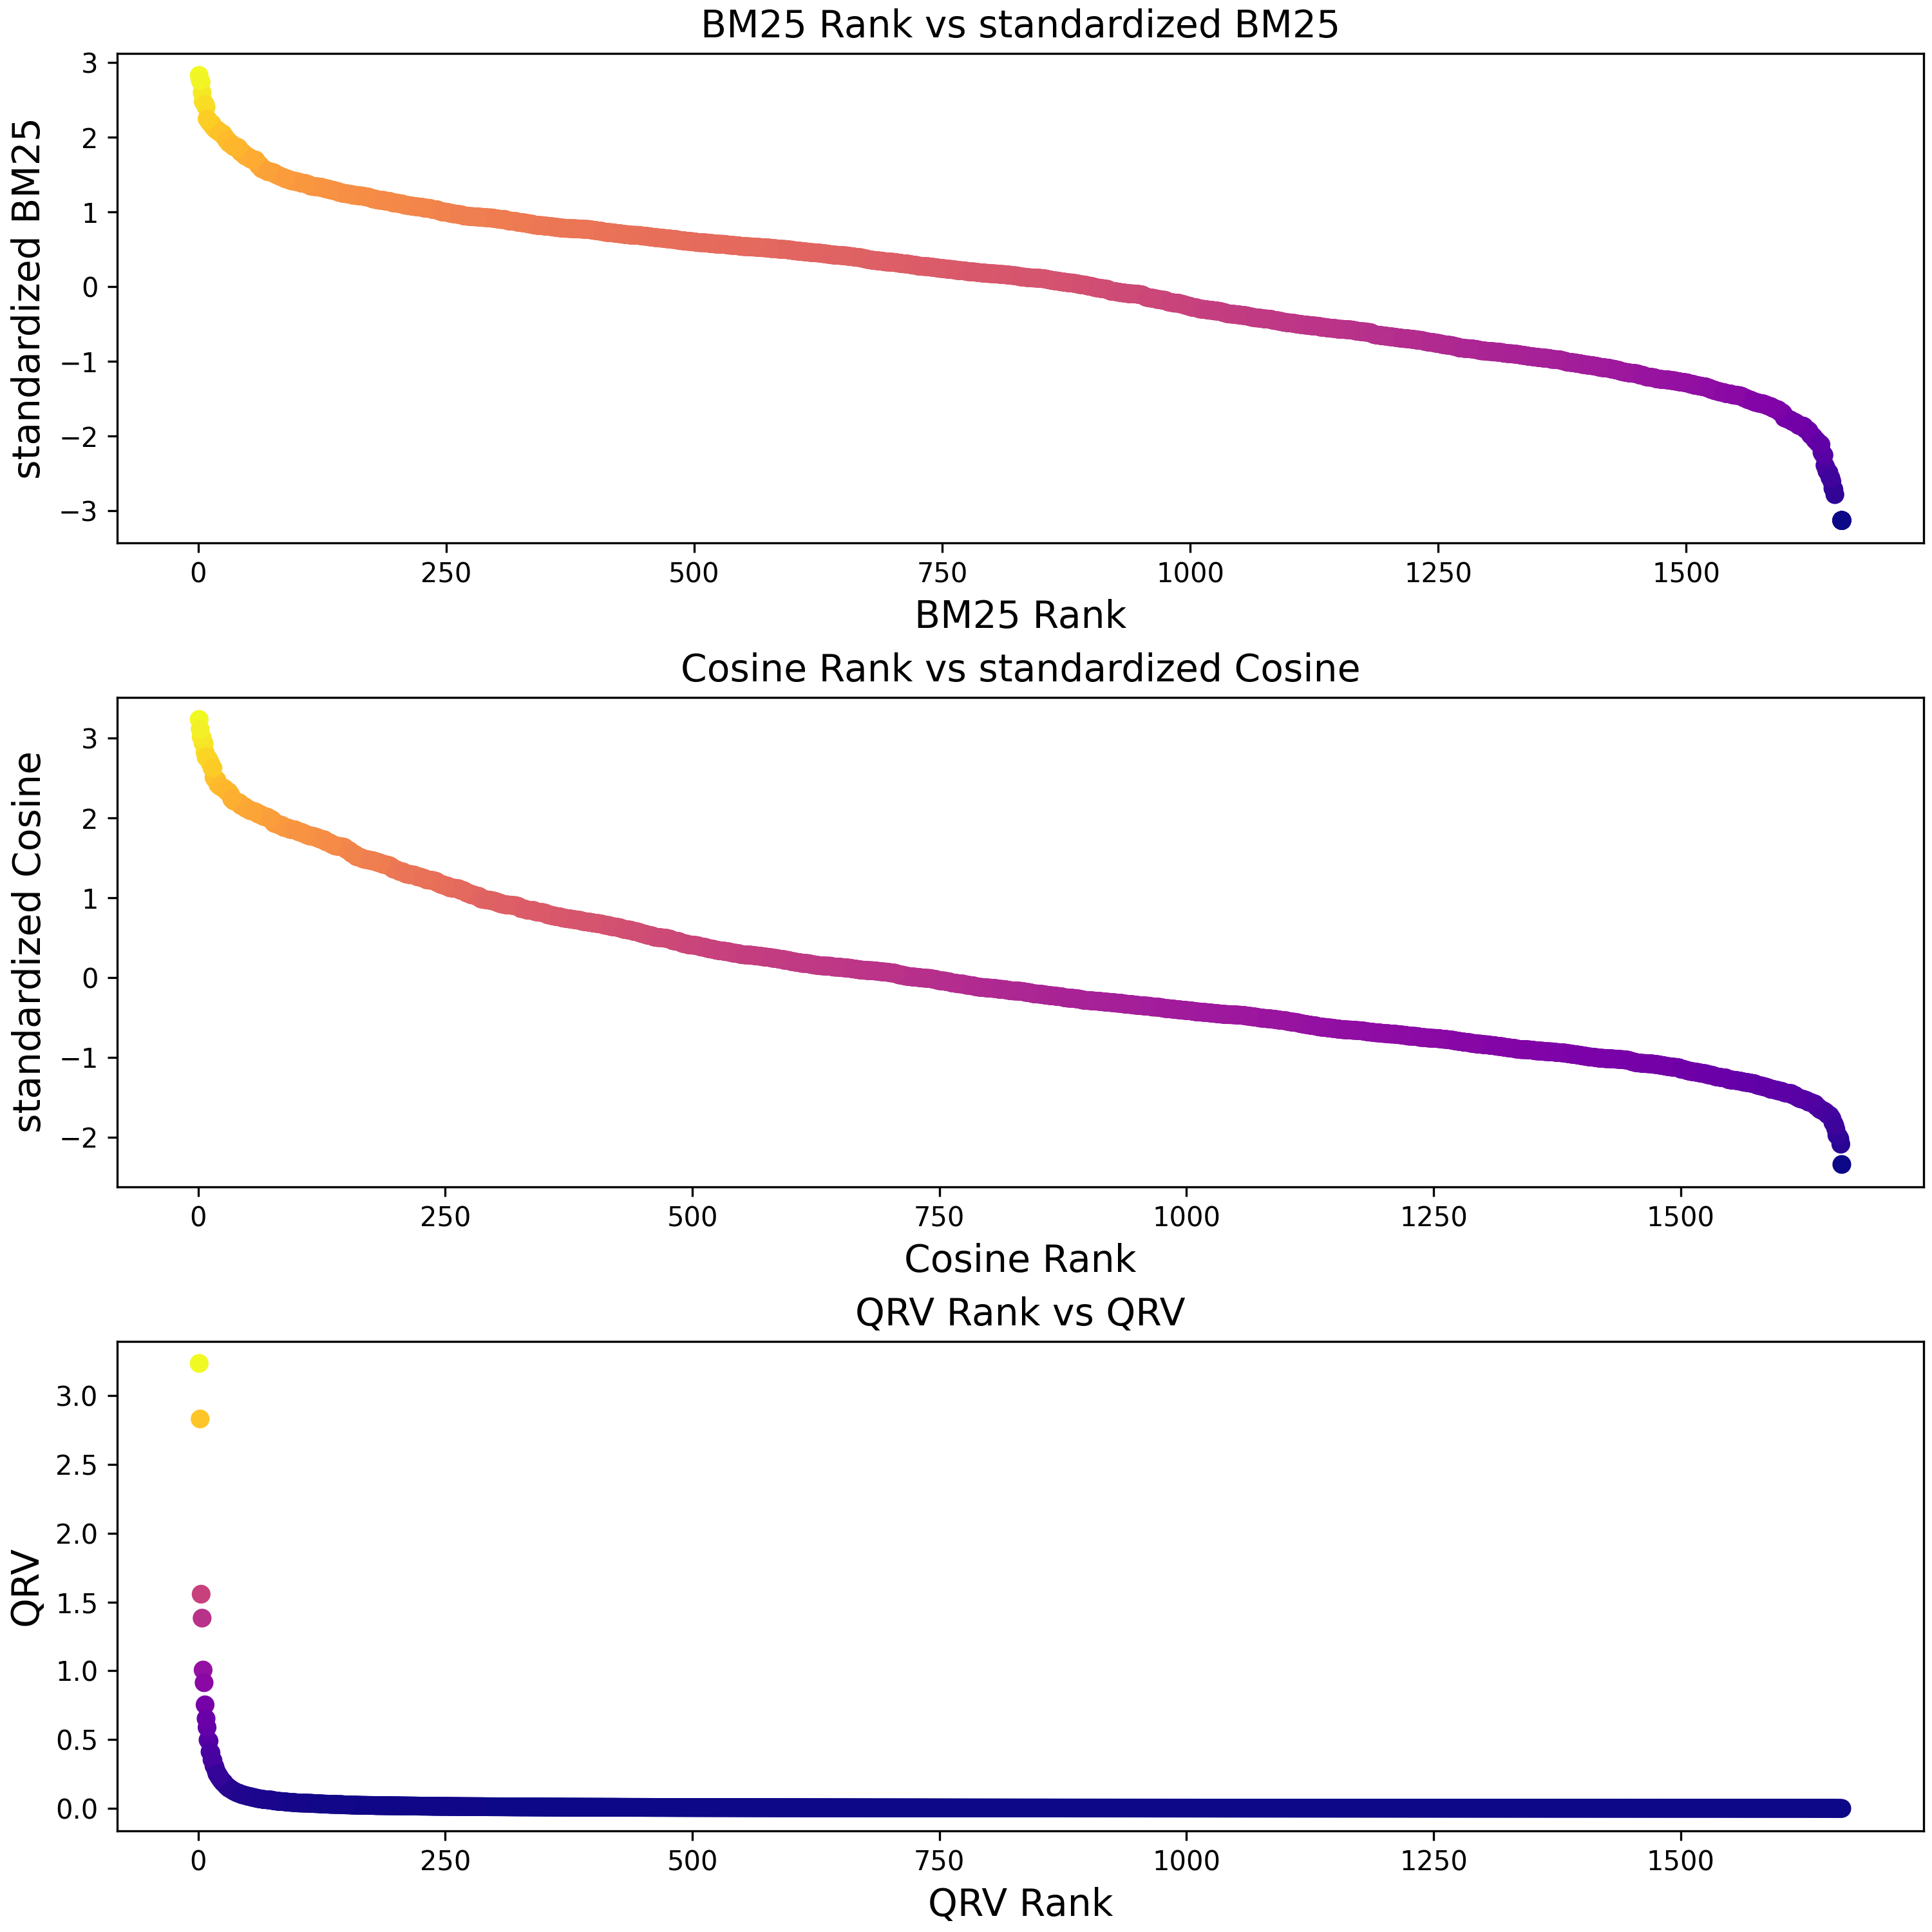 BM25 Rank vs standardized BM25
3
2
1
0
−1
−2
−3
standardized BM25
0 250 500 750 1000 1250 1500
BM25 Rank
Cosine Rank vs standardized Cosine
3
2
1
0
−1
−2
standardized Cosine
0 250 500 750 1000 1250 1500
Cosine Rank
QRV Rank vs QRV
3.0
2.5
2.0
1.5
1.0
0.5
0.0
QRV
0 250 500 750 1000 1250 1500
QRV Rank